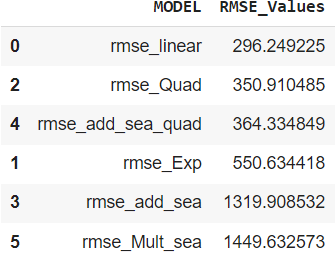 MODEL RMSE_Values
0 rmse_linear 296.249225
2 rmse_Quad 350.910485
4 rmse_add_sea_quad 364.334849
1 rmse_Exp 550.634418
3 rmse_add_sea 1319.908532
5 rmse_Mult_sea 1449.632573